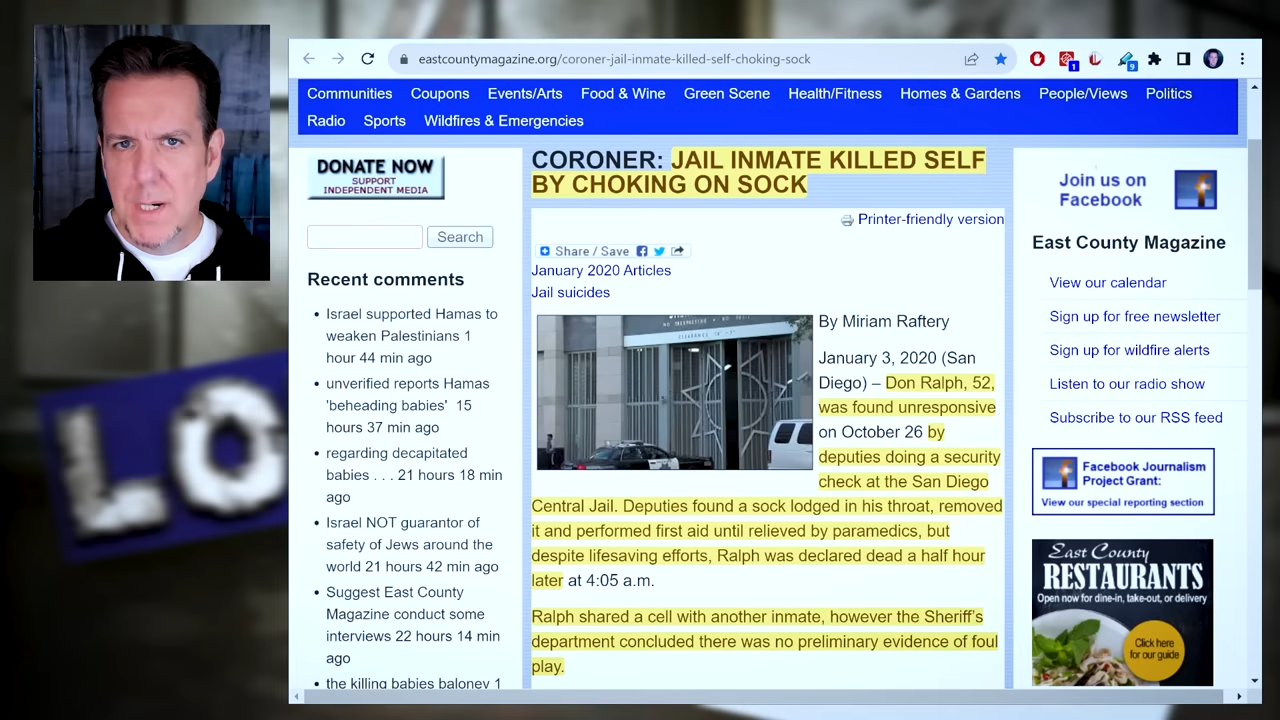 eastcountymagazine.org/coroner-jail-inmate-killed-self-choking-sock
1
9
Communities Coupons Events/Arts Food & Wine Green Scene Health/Fitness Homes & Gardens People/Views Politics
Radio Sports Wildfires & Emergencies
DONATE NOW
SUPPORT
INDEPENDENT MEDIA
Search
Recent comments
Israel supported Hamas to
weaken Palestinians 1
hour 44 min ago
unverified reports Hamas
'beheading babies' 15
hours 37 min ago
regarding decapitated
babies . . . 21 hours 18 min
ago
Israel NOT guarantor of
safety of Jews around the
world 21 hours 42 min ago
Suggest East County
Magazine conduct some
interviews 22 hours 14 min
ago
the killing babies baloney 1
CORONER: JAIL INMATE KILLED SELF
BY CHOKING ON SOCK
Printer-friendly version
Share / Save
January 2020 Articles
Jail suicides
By Miriam Raftery
January 3, 2020 (San
Diego) – Don Ralph, 52,
was found unresponsive
on October 26 by
deputies doing a security
check at the San Diego
Central Jail. Deputies found a sock lodged in his throat, removed
it and performed first aid until relieved by paramedics, but
despite lifesaving efforts, Ralph was declared dead a half hour
later at 4:05 a.m.
Ralph shared a cell with another inmate, however the Sheriff's
department concluded there was no preliminary evidence of foul
play.
Join us on
Facebook
East County Magazine
View our calendar
Sign up for free newsletter
Sign up for wildfire alerts
Listen to our radio show
Subscribe to our RSS feed
Facebook Journalism
Project Grant:
View our special reporting section
East County
RESTAURANTS
Open now for dine-in, take-out, or delivery
Click here
for our guide